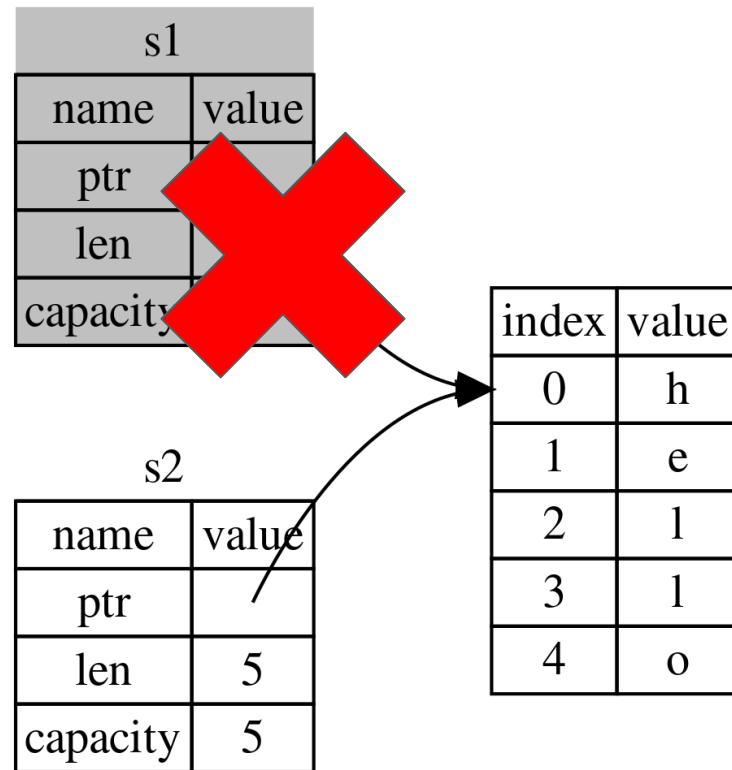 s1
name value
ptr
len
capacity
index value
0 h
1 e
2 l
3 l
4 o
s2
name value
ptr
len 5
capacity 5